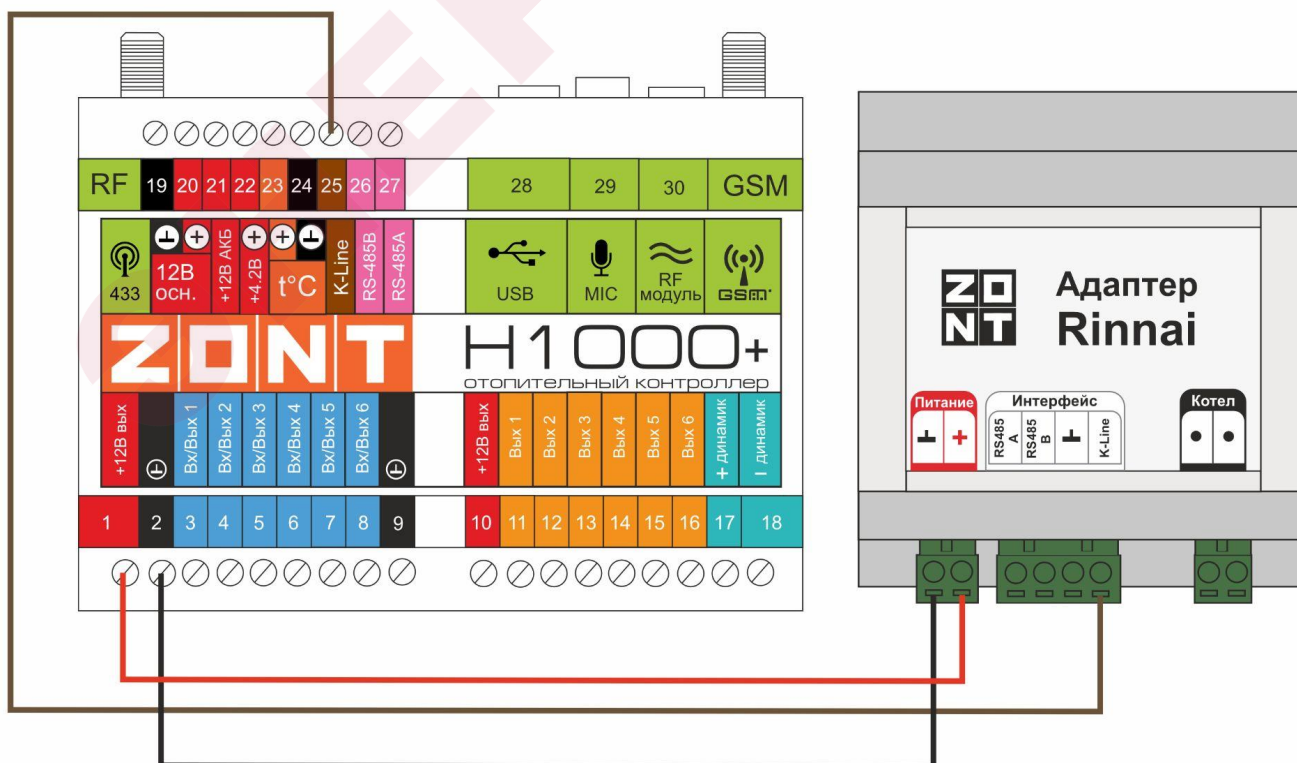 RF 19 20 21 22 23 24 25 26 27 28 29 30 GSM
433
12В
осн.
+12В АКБ
+4.2В
t°C
K-Line
RS-485B
RS-485A
USB
MIC
RF
модуль
GSM
ZONT
H1000+
отопительный контроллер
+12В вых
Вх/Вых 1
Вх/Вых 2
Вх/Вых 3
Вх/Вых 4
Вх/Вых 5
Вх/Вых 6
+12В вых
Вых 1
Вых 2
Вых 3
Вых 4
Вых 5
Вых 6
+ динамик
– динамик
1 2 3 4 5 6 7 8 9 10 11 12 13 14 15 16 17 18
ZO
NT
Адаптер
Rinnai
Питание
Интерфейс
RS485
A
RS485
B
K-Line
Котел